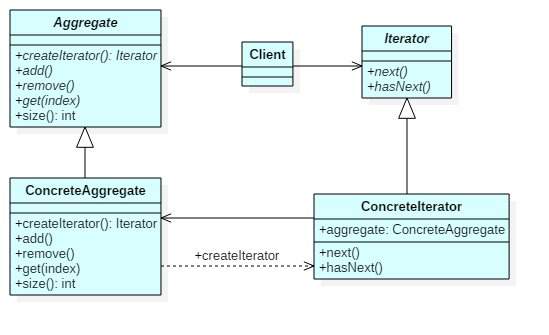 Aggregate
+createIterator(): Iterator
+add()
+remove()
+get(index)
+size(): int
Client
Iterator
+next()
+hasNext()
ConcreteAggregate
+createIterator(): Iterator
+add()
+remove()
+get(index)
+size(): int
+createIterator
ConcreteIterator
+aggregate: ConcreteAggregate
+next()
+hasNext()